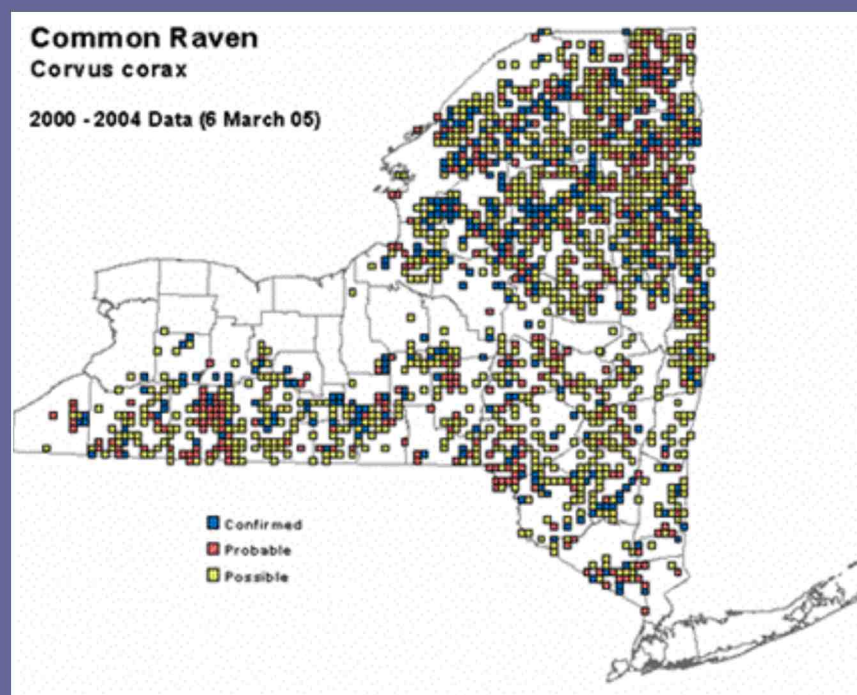 Common Raven
Corvus corax
2000 - 2004 Data (6 March 05)
Confirmed
Probable
Possible